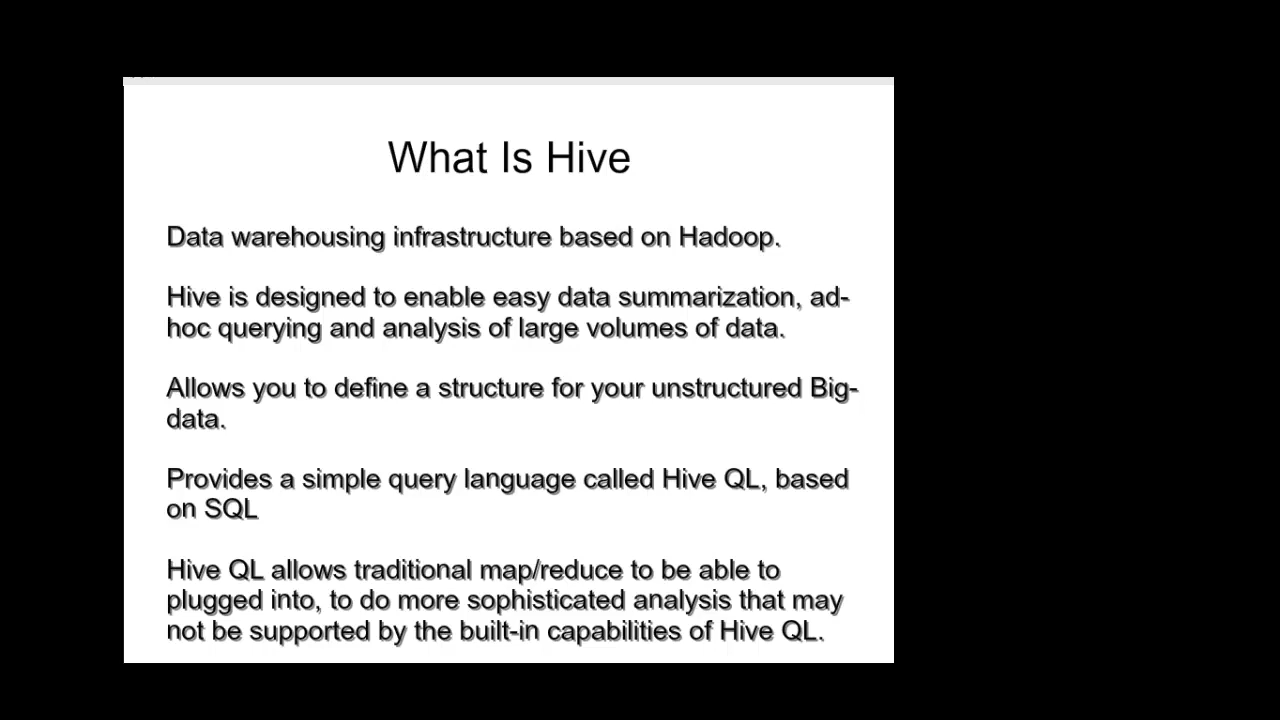 What Is Hive
Data warehousing infrastructure based on Hadoop.
Hive is designed to enable easy data summarization, ad-
hoc querying and analysis of large volumes of data.
Allows you to define a structure for your unstructured Big-
data.
Provides a simple query language called Hive QL, based
on SQL
Hive QL allows traditional map/reduce to be able to
plugged into, to do more sophisticated analysis that may
not be supported by the built-in capabilities of Hive QL.